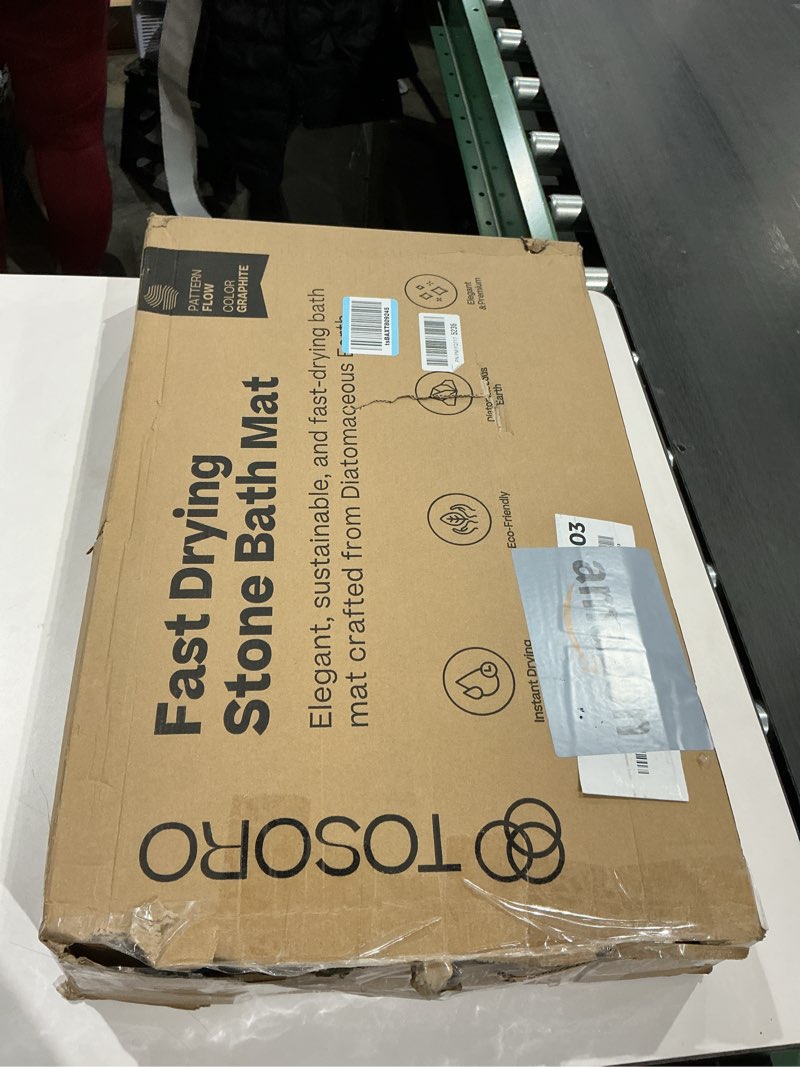 PATTERN
FLOW
COLOR
GRAPHITE
Fast Drying
Stone Bath Mat
Elegant, sustainable, and fast-drying bath
mat crafted from Diatomaceous Earth
Elegant
& Premium
Earth
Eco-Friendly
Instant Drying
TOSORO
03